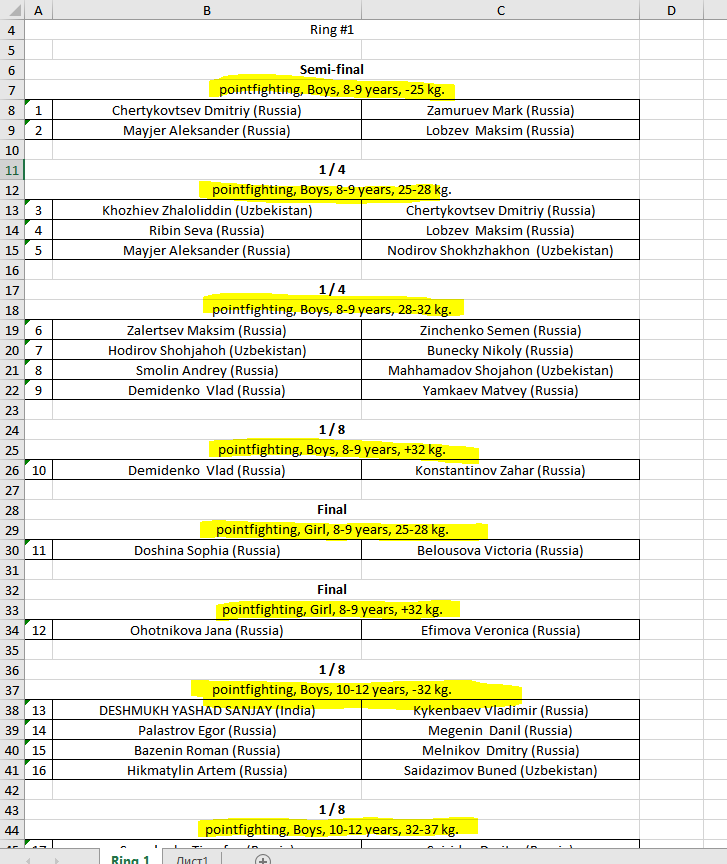 A B C D
4 Ring #1
5
6 Semi-final
7 pointfighting, Boys, 8-9 years, -25 kg.
8 1 Chertykovtsev Dmitriy (Russia) Zamuruev Mark (Russia)
9 2 Mayjer Aleksander (Russia) Lobzev Maksim (Russia)
10
11 1 / 4
12 pointfighting, Boys, 8-9 years, 25-28 kg.
13 3 Khozhiev Zhaloliddin (Uzbekistan) Chertykovtsev Dmitriy (Russia)
14 4 Ribin Seva (Russia) Lobzev Maksim (Russia)
15 5 Mayjer Aleksander (Russia) Nodirov Shokhzhakhon (Uzbekistan)
16
17 1 / 4
18 pointfighting, Boys, 8-9 years, 28-32 kg.
19 6 Zalertsev Maksim (Russia) Zinchenko Semen (Russia)
20 7 Hodirov Shohjahoh (Uzbekistan) Bunecky Nikoly (Russia)
21 8 Smolin Andrey (Russia) Mahhamadov Shojahon (Uzbekistan)
22 9 Demidenko Vlad (Russia) Yamkaev Matvey (Russia)
23
24 1 / 8
25 pointfighting, Boys, 8-9 years, +32 kg.
26 10 Demidenko Vlad (Russia) Konstantinov Zahar (Russia)
27
28 Final
29 pointfighting, Girl, 8-9 years, 25-28 kg.
30 11 Doshina Sophia (Russia) Belousova Victoria (Russia)
31
32 Final
33 pointfighting, Girl, 8-9 years, +32 kg.
34 12 Ohotnikova Jana (Russia) Efimova Veronica (Russia)
35
36 1 / 8
37 pointfighting, Boys, 10-12 years, -32 kg.
38 13 DESHMUKH YASHAD SANJAY (India) Kykenbaev Vladimir (Russia)
39 14 Palastrov Egor (Russia) Megenin Danil (Russia)
40 15 Bazenin Roman (Russia) Melnikov Dmitry (Russia)
41 16 Hikmatylin Artem (Russia) Saidazimov Buned (Uzbekistan)
42
43 1 / 8
44 pointfighting, Boys, 10-12 years, 32-37 kg.
Ring 1 Лист1